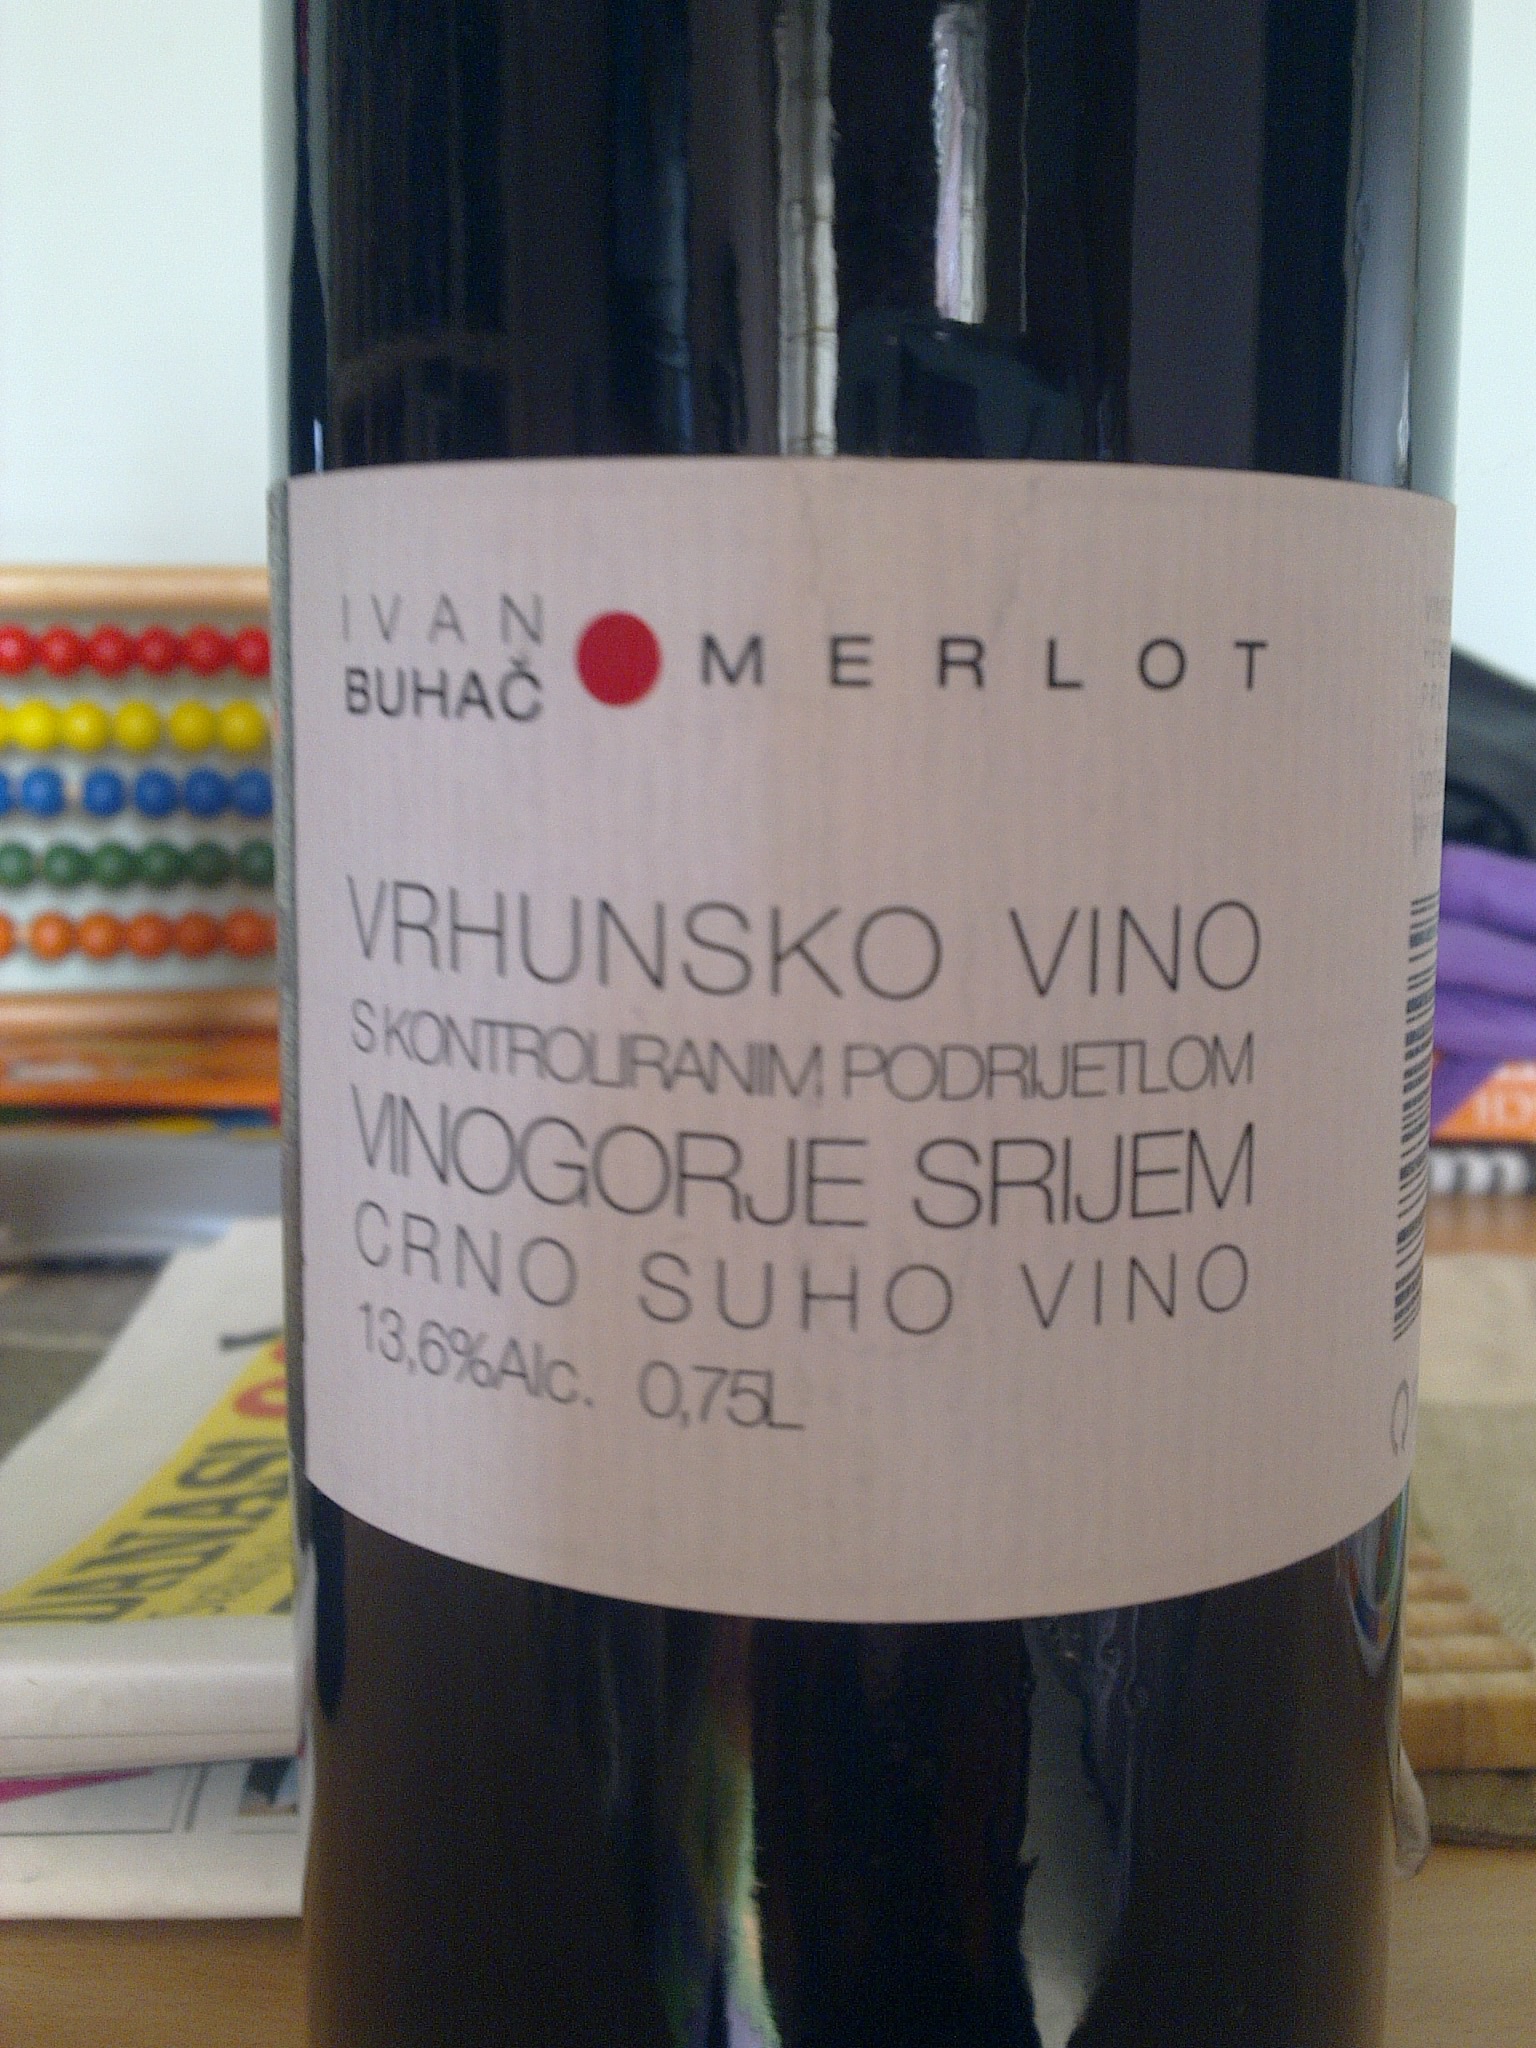 IVAN
BUHAČ
MERLOT
VRHUNSKO VINO
S KONTROLIRANIM PODRIJETLOM
VINOGORJE SRIJEM
CRNO SUHO VINO
13,6%Alc. 0,75L